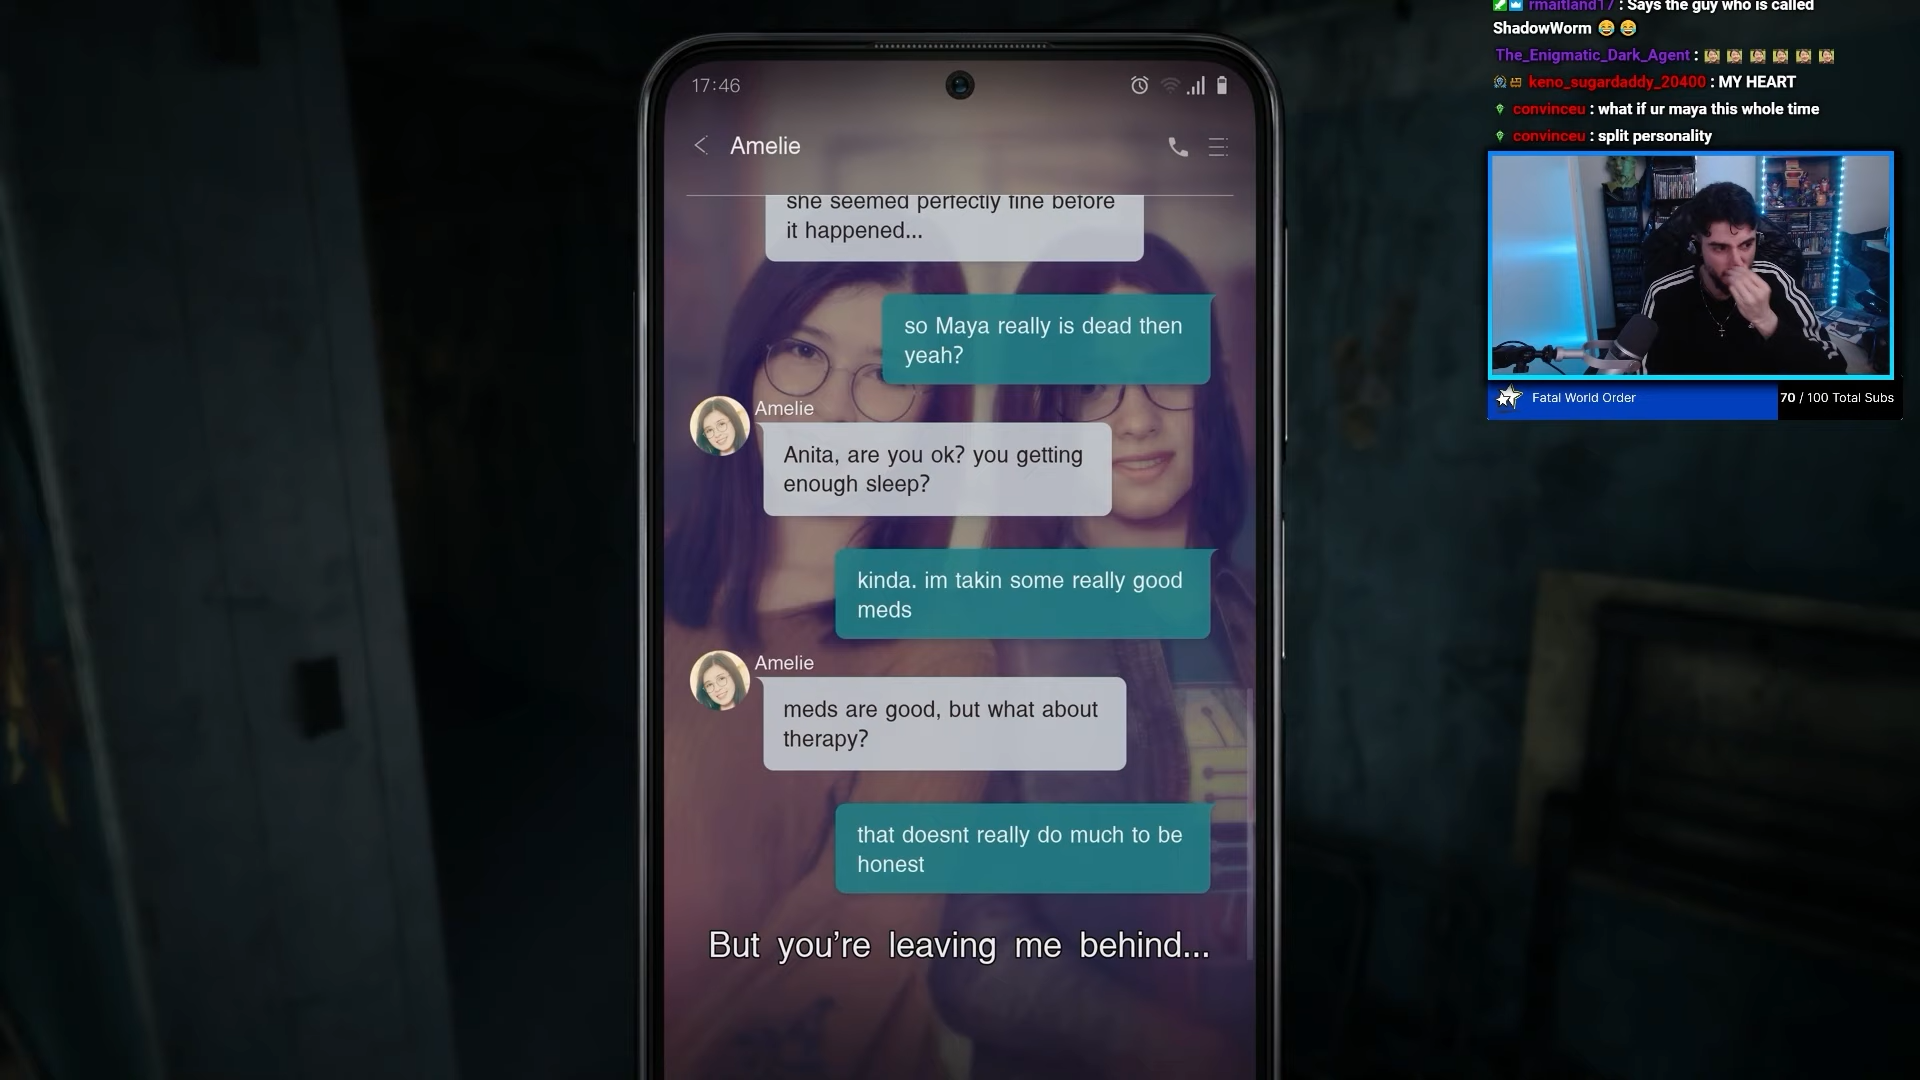 rmaitland17 : Says the guy who is called
ShadowWorm 😂 😂
The_Enigmatic_Dark_Agent :
keno_sugardaddy_20400 : MY HEART
convinceu : what if ur maya this whole time
convinceu : split personality
Fatal World Order
70 / 100 Total Subs
17:46
Amelie
she seemed perfectly fine before
it happened...
so Maya really is dead then
yeah?
Amelie
Anita, are you ok? you getting
enough sleep?
kinda. im takin some really good
meds
Amelie
meds are good, but what about
therapy?
that doesnt really do much to be
honest
But you’re leaving me behind...